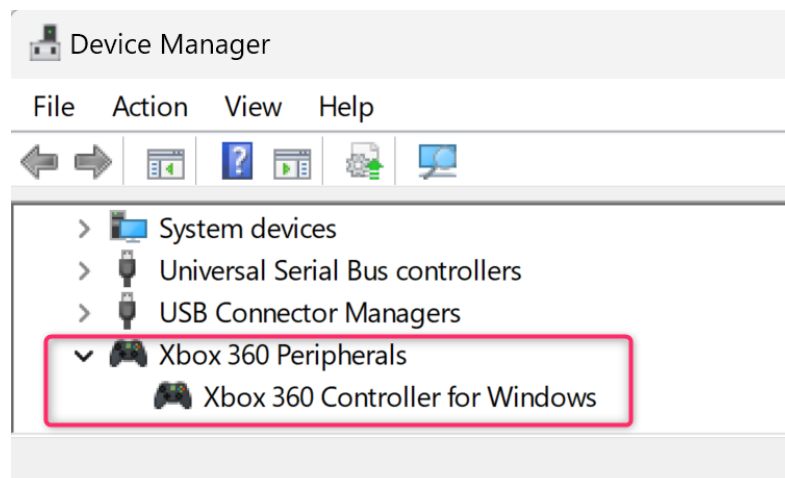 Device Manager
File Action View Help
System devices
Universal Serial Bus controllers
USB Connector Managers
Xbox 360 Peripherals
Xbox 360 Controller for Windows